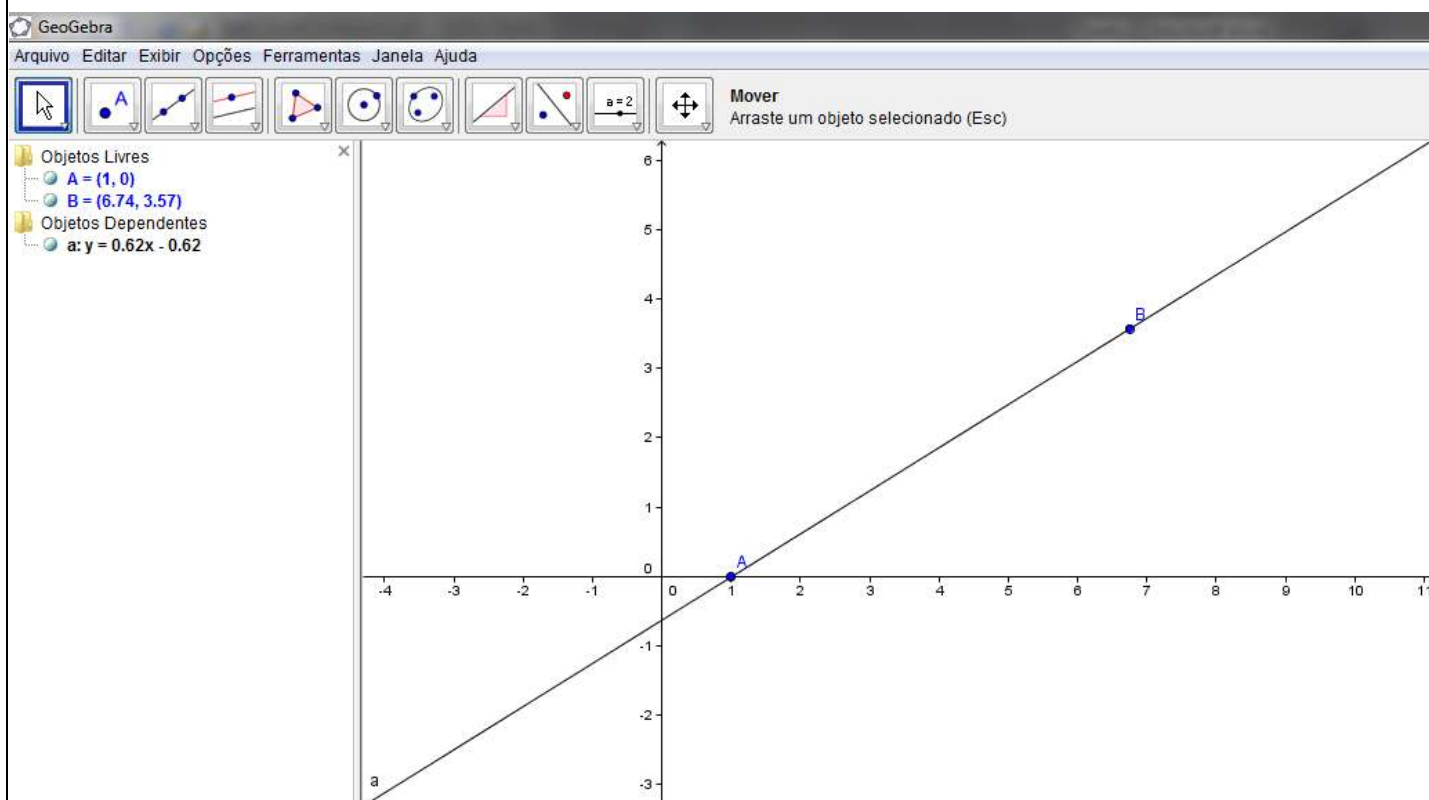 GeoGebra
Arquivo Editar Exibir Opções Ferramentas Janela Ajuda
A
a = 2
Mover
Arraste um objeto selecionado (Esc)
Objetos Livres
A = (1, 0)
B = (6.74, 3.57)
Objetos Dependentes
a: y = 0.62x - 0.62
6
5
4
B
3
2
1
A
0
-4 -3 -2 -1 0 1 2 3 4 5 6 7 8 9 10 11
-1
-2
a
-3